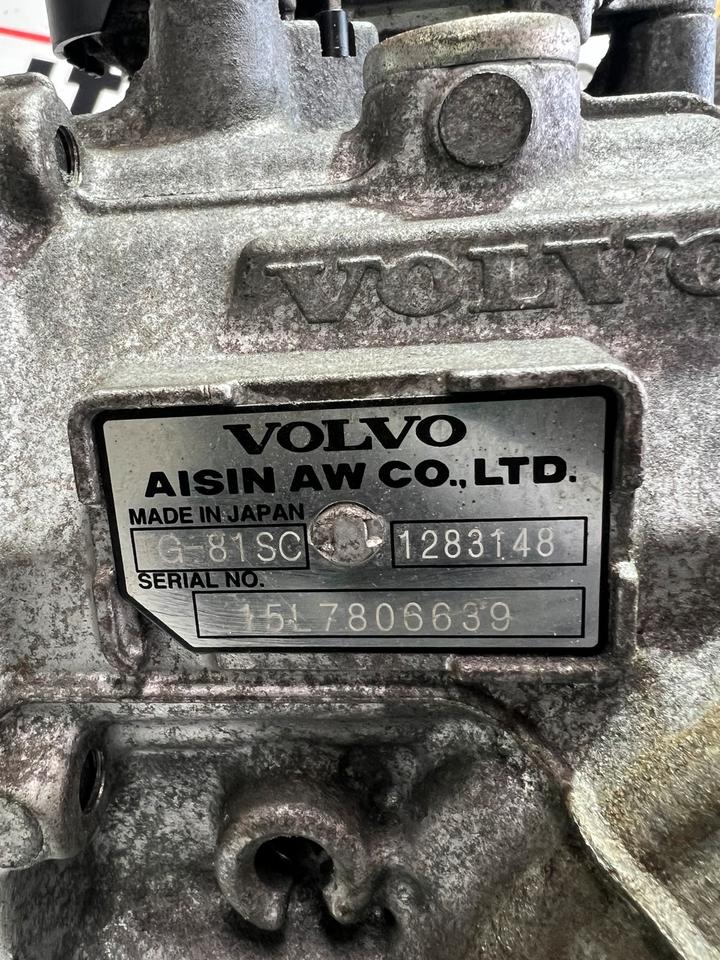 VOLVO
VOLVO
AISIN AW CO., LTD.
MADE IN JAPAN
G-81SC 1283148
SERIAL NO.
15L7806639